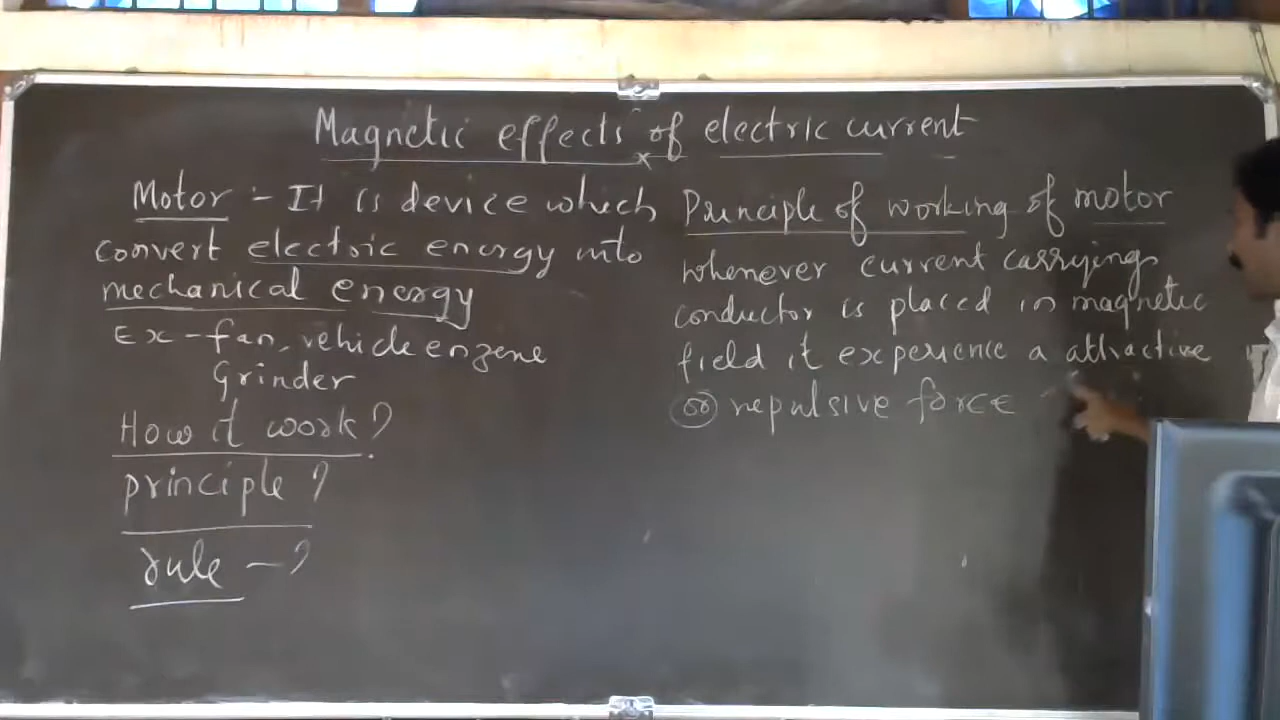 Magnetic effects of electric current
Motor :- It is device which
convert electric energy into
mechanical energy
Ex - fan, vehicle enzene
Grinder
How it work?
principle?
rule - ?
Principle of working of motor
whenever current carrying
conductor is placed in magnetic
field it experience a attractive
(or) repulsive force